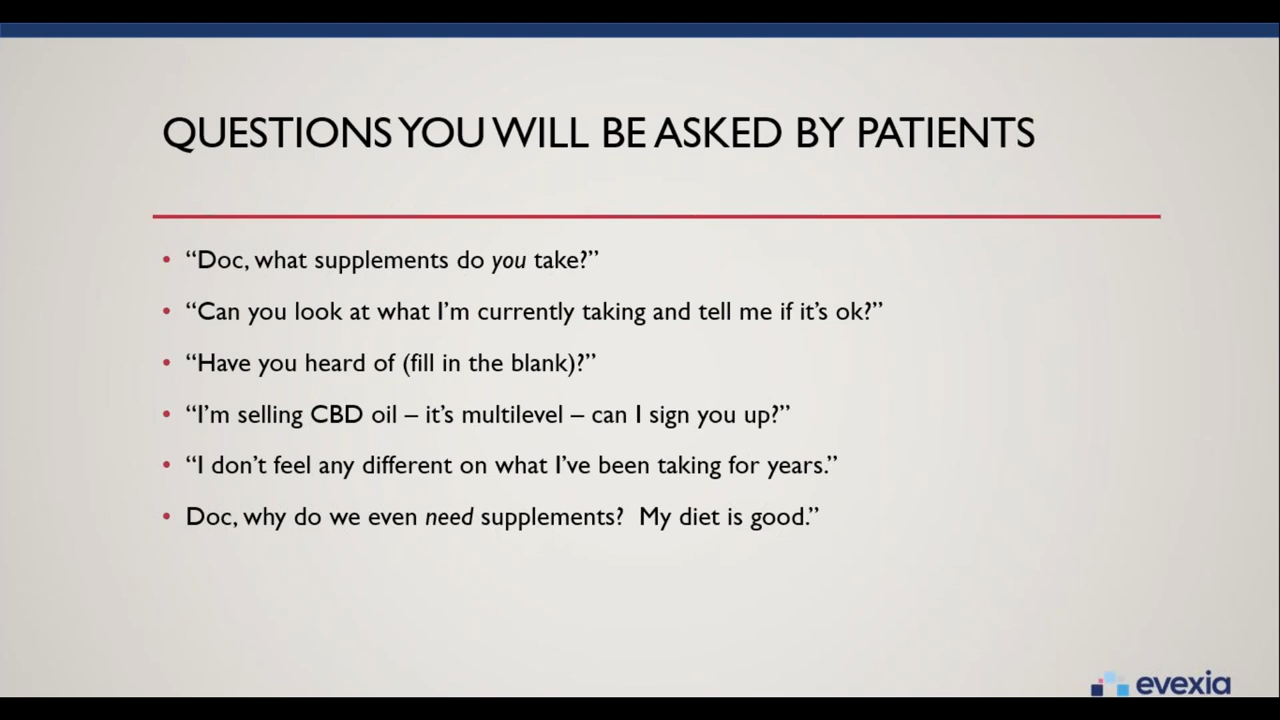 QUESTIONS YOU WILL BE ASKED BY PATIENTS
• “Doc, what supplements do you take?”
• “Can you look at what I’m currently taking and tell me if it’s ok?”
• “Have you heard of (fill in the blank)?”
• “I’m selling CBD oil – it’s multilevel – can I sign you up?”
• “I don’t feel any different on what I’ve been taking for years.”
• Doc, why do we even need supplements?  My diet is good.”
evexia